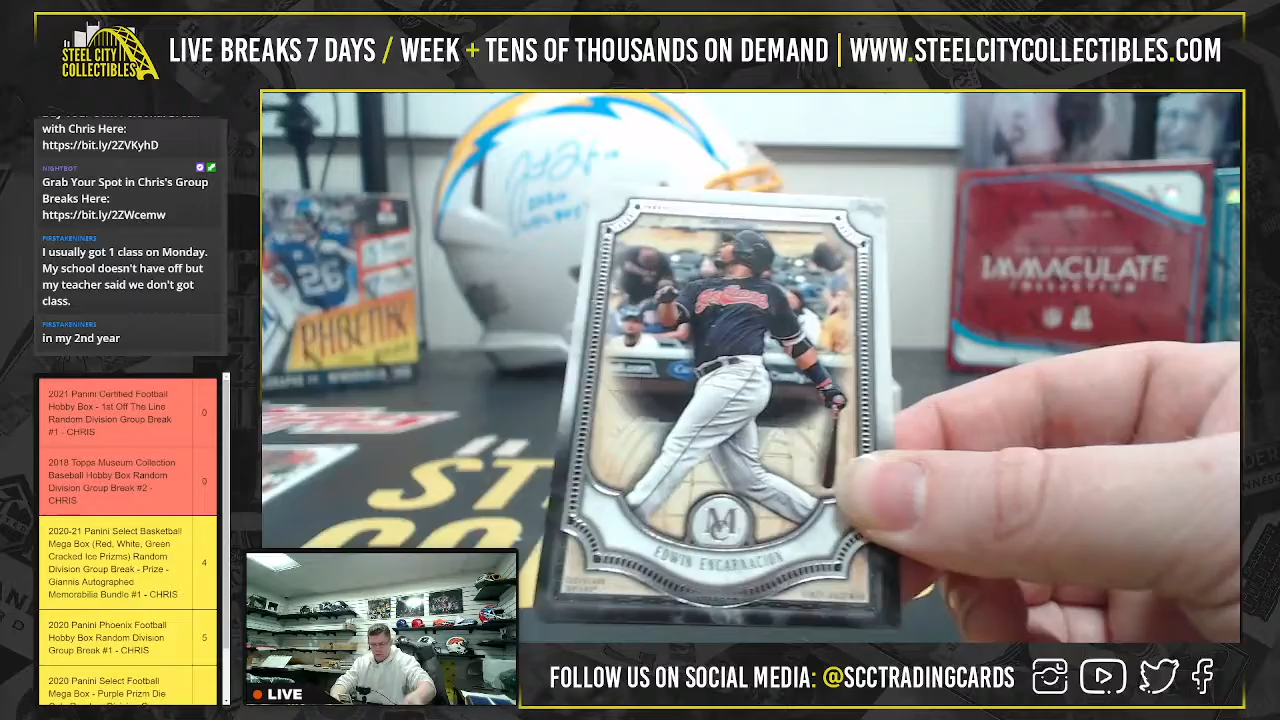 STEEL CITY
COLLECTIBLES
LIVE BREAKS 7 DAYS / WEEK + TENS OF THOUSANDS ON DEMAND | WWW.STEELCITYCOLLECTIBLES.COM
with Chris Here:
https://bit.ly/2ZVKyhD
NIGHTBOT
Grab Your Spot in Chris's Group
Breaks Here:
https://bit.ly/2ZWcemw
FIRSTAKENINERS
I usually got 1 class on Monday.
My school doesn't have off but
my teacher said we don't got
class.
FIRSTAKENINERS
in my 2nd year
2021 Panini Certified Football
Hobby Box - 1st Off The Line
Random Division Group Break
#1 - CHRIS
0
2018 Topps Museum Collection
Baseball Hobby Box Random
Division Group Break #2 -
CHRIS
0
2020-21 Panini Select Basketball
Mega Box (Red, White, Green
Cracked Ice Prizms) Random
Division Group Break - Prize -
Giannis Autographed
Memorabilia Bundle #1 - CHRIS
4
2020 Panini Phoenix Football
Hobby Box Random Division
Group Break #1 - CHRIS
5
2020 Panini Select Football
Mega Box - Purple Prizm Die
26
PHOENIX
IMMACULATE
COLLECTION
Indians
MC
EDWIN ENCARNACION
LIVE
FOLLOW US ON SOCIAL MEDIA: @SCCTRADINGCARDS